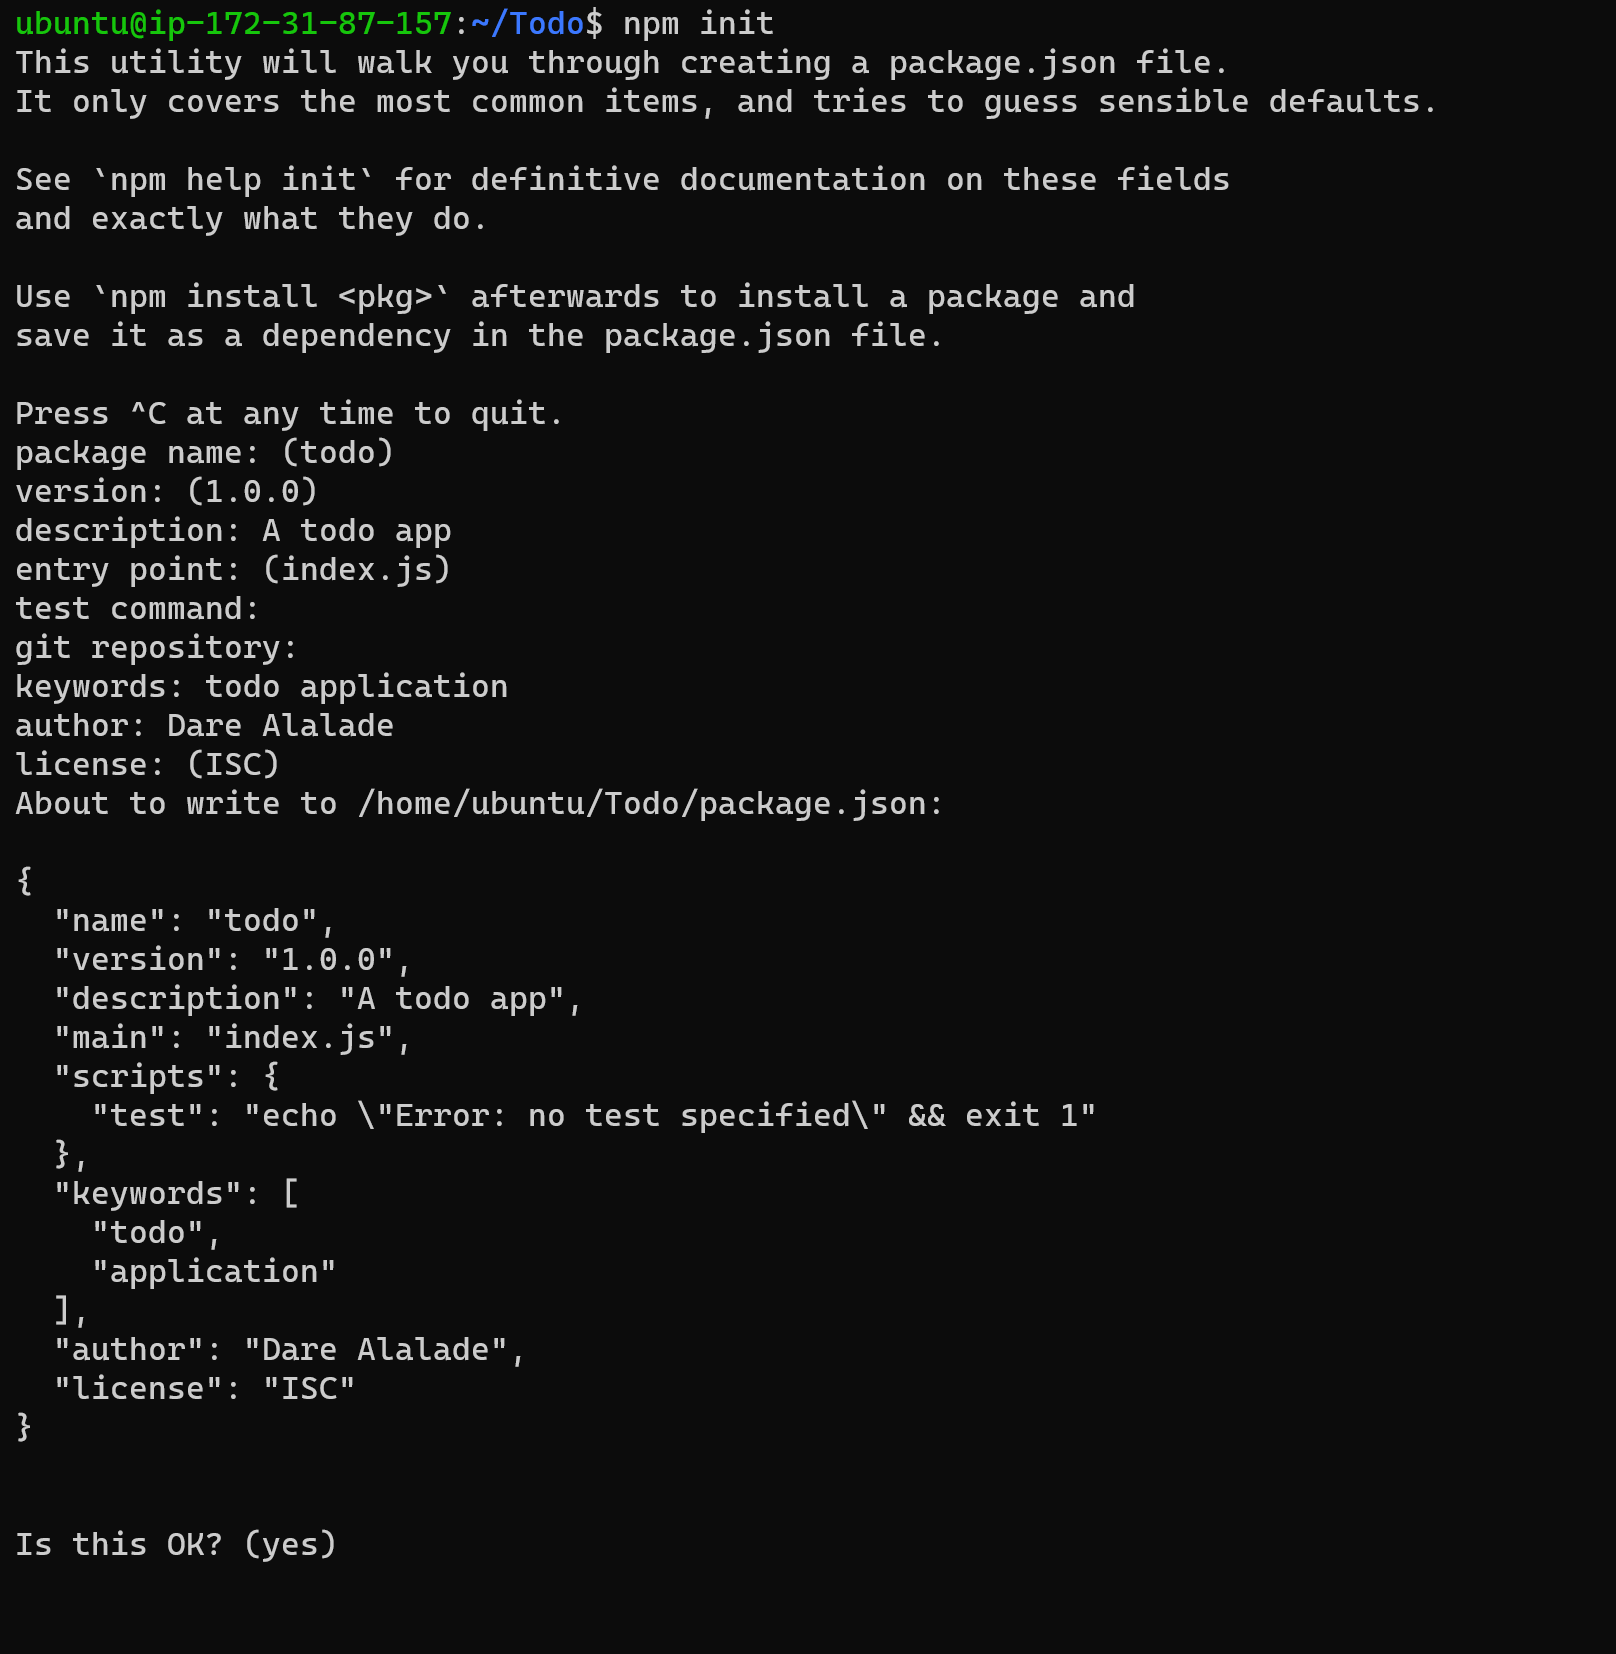 ubuntu@ip-172-31-87-157:~/Todo$ npm init
This utility will walk you through creating a package.json file.
It only covers the most common items, and tries to guess sensible defaults.
See `npm help init` for definitive documentation on these fields
and exactly what they do.
Use `npm install <pkg>` afterwards to install a package and
save it as a dependency in the package.json file.
Press ^C at any time to quit.
package name: (todo)
version: (1.0.0)
description: A todo app
entry point: (index.js)
test command:
git repository:
keywords: todo application
author: Dare Alalade
license: (ISC)
About to write to /home/ubuntu/Todo/package.json:
{
  "name": "todo",
  "version": "1.0.0",
  "description": "A todo app",
  "main": "index.js",
  "scripts": {
    "test": "echo \"Error: no test specified\" && exit 1"
  },
  "keywords": [
    "todo",
    "application"
  ],
  "author": "Dare Alalade",
  "license": "ISC"
}
Is this OK? (yes)